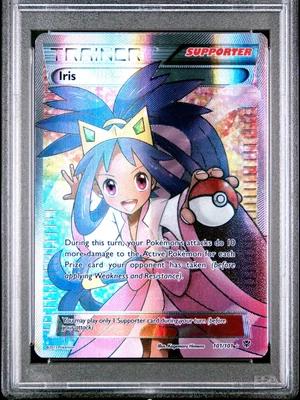 TRAINER
SUPPORTER
Iris
During this turn, your Pokémon's attacks do 10
more damage to the Active Pokémon for each
Prize card your opponent has taken (before
applying Weakness and Resistance).
You may play only 1 Supporter card during your turn (before
your attack).
Illus. Kagemaru Himeno
101/101